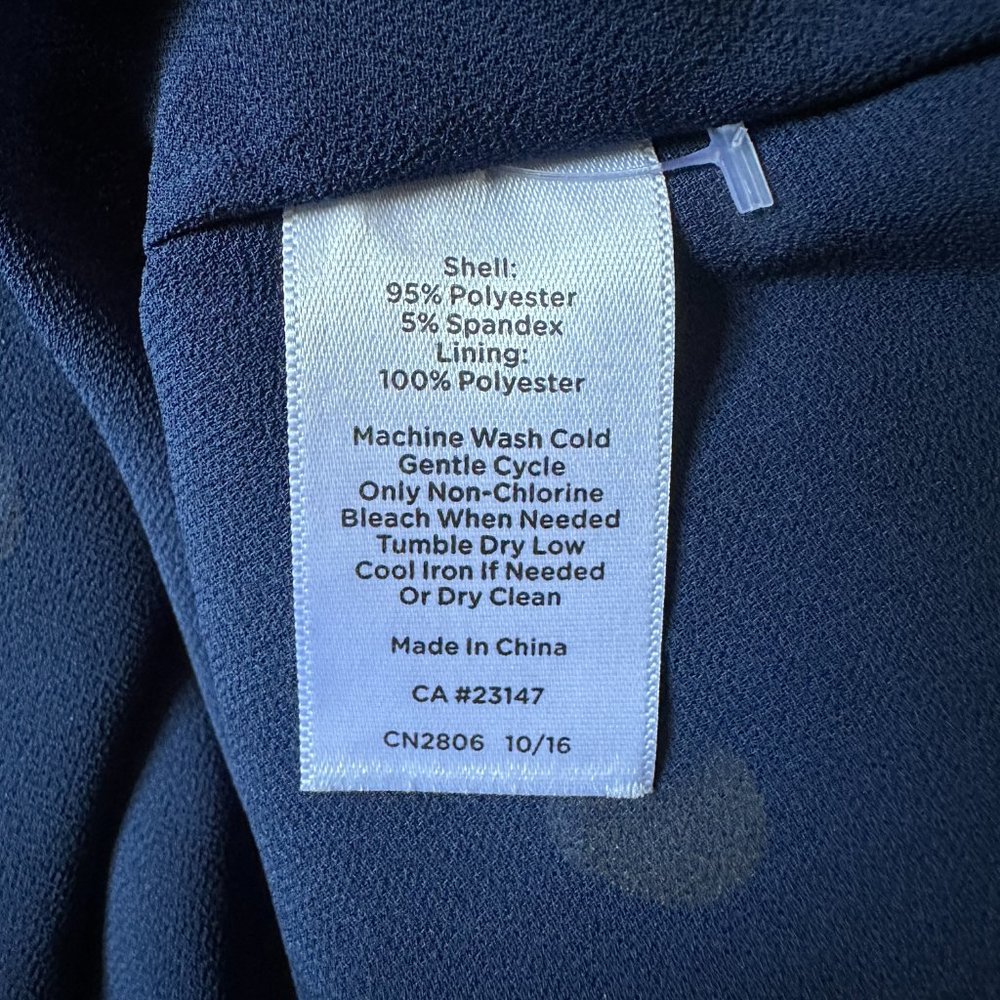 Shell:
95% Polyester
5% Spandex
Lining:
100% Polyester
Machine Wash Cold
Gentle Cycle
Only Non-Chlorine
Bleach When Needed
Tumble Dry Low
Cool Iron If Needed
Or Dry Clean
Made In China
CA #23147
CN2806 10/16